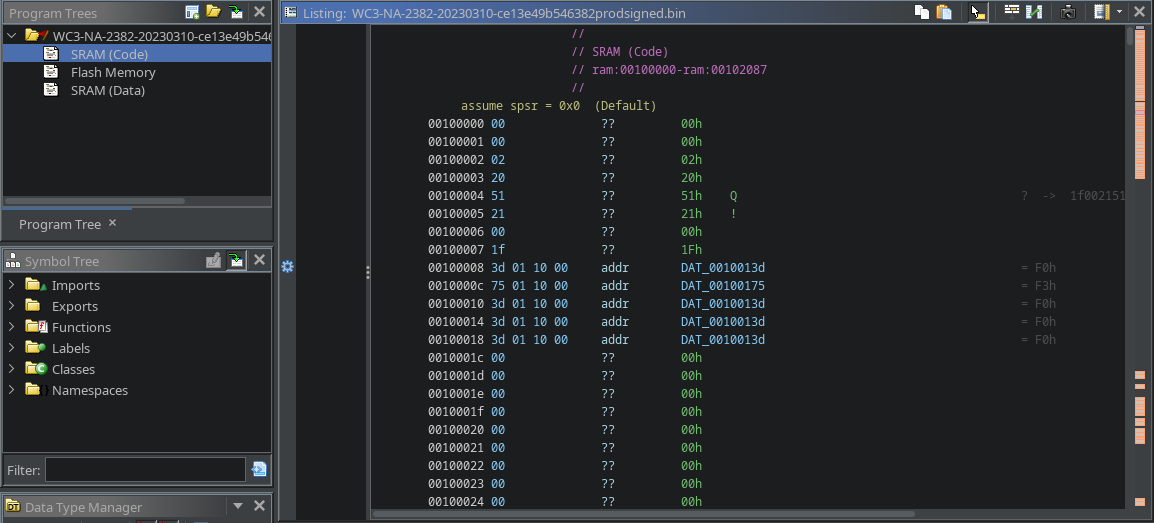 Program Trees
WC3-NA-2382-20230310-ce13e49b546
SRAM (Code)
Flash Memory
SRAM (Data)
Program Tree ×
Symbol Tree
Imports
Exports
Functions
Labels
Classes
Namespaces
Filter:
Data Type Manager
Listing: WC3-NA-2382-20230310-ce13e49b546382prodsigned.bin
//
// SRAM (Code)
// ram:00100000-ram:00102087
//
assume spsr = 0x0 (Default)
00100000 00 ?? 00h
00100001 00 ?? 00h
00100002 02 ?? 02h
00100003 20 ?? 20h
00100004 51 ?? 51h Q ? -> 1f002151
00100005 21 ?? 21h !
00100006 00 ?? 00h
00100007 1f ?? 1Fh
00100008 3d 01 10 00 addr DAT_0010013d = F0h
0010000c 75 01 10 00 addr DAT_00100175 = F3h
00100010 3d 01 10 00 addr DAT_0010013d = F0h
00100014 3d 01 10 00 addr DAT_0010013d = F0h
00100018 3d 01 10 00 addr DAT_0010013d = F0h
0010001c 00 ?? 00h
0010001d 00 ?? 00h
0010001e 00 ?? 00h
0010001f 00 ?? 00h
00100020 00 ?? 00h
00100021 00 ?? 00h
00100022 00 ?? 00h
00100023 00 ?? 00h
00100024 00 ?? 00h